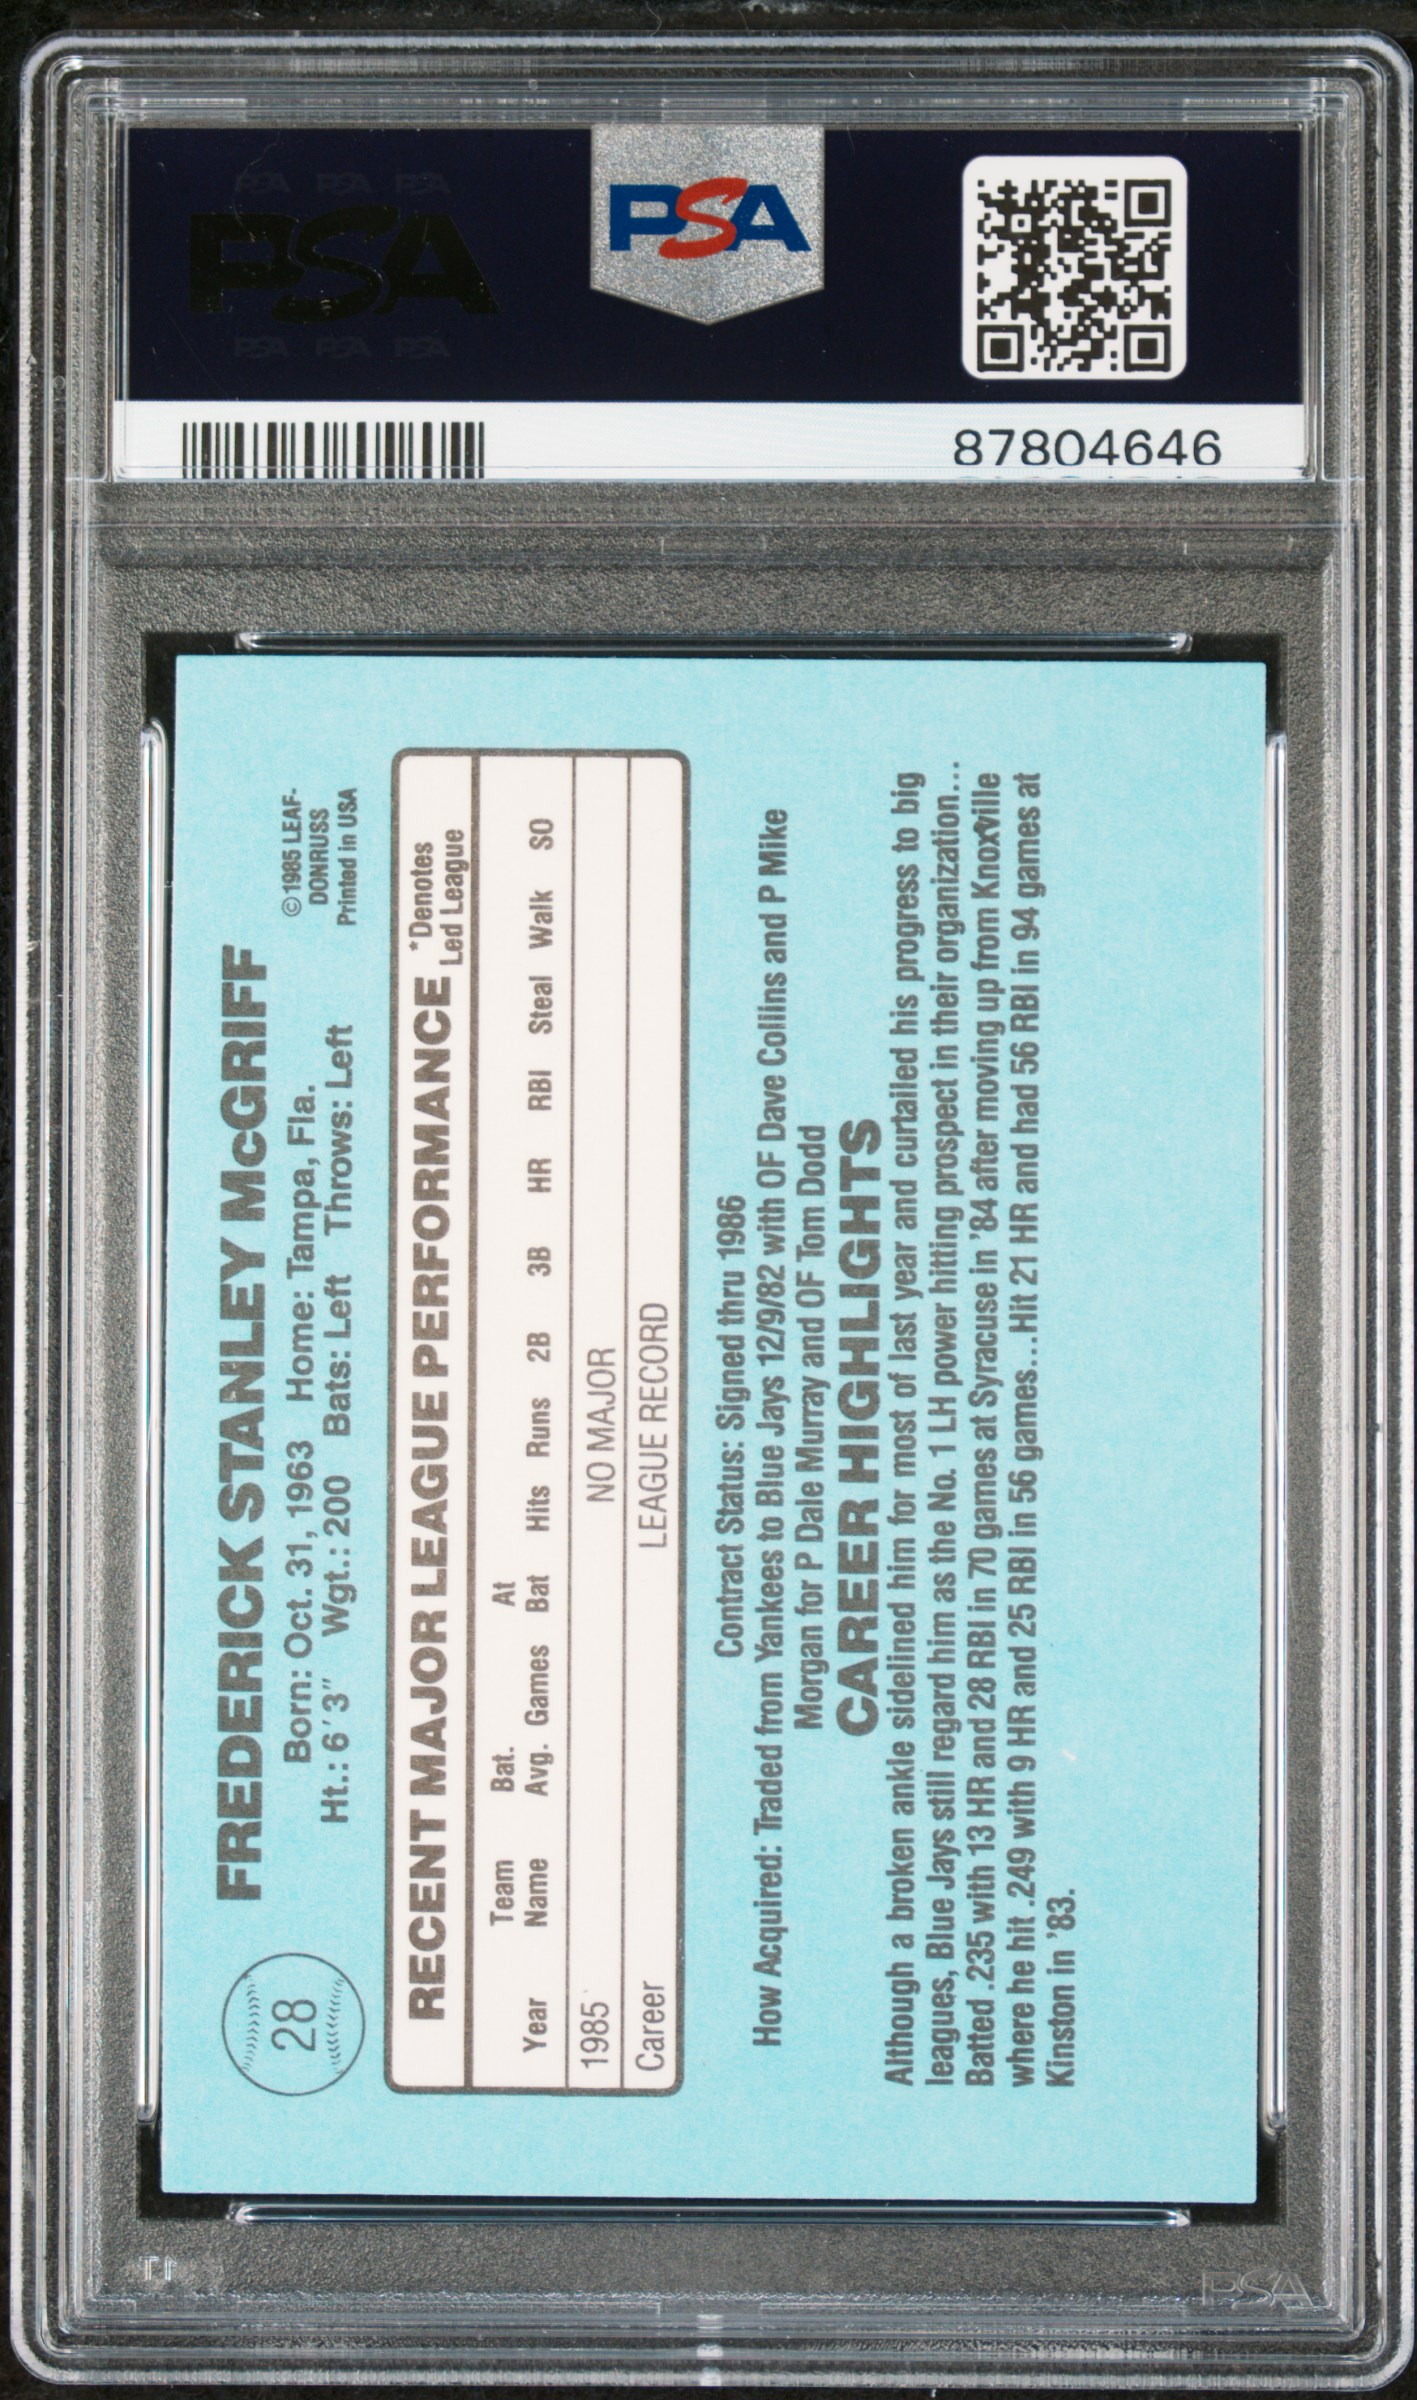 PSA PSA PSA
PSA
PSA PSA PSA
PSA
87804646
28
FREDERICK STANLEY McGRIFF
Born: Oct. 31, 1963 Home: Tampa, Fla.
Ht.: 6'3" Wgt.: 200 Bats: Left Throws: Left
© 1985 LEAF-
DONRUSS
Printed in USA
RECENT MAJOR LEAGUE PERFORMANCE
*Denotes
Led League
Team Bat. At
Year Name Avg. Games Bat Hits Runs 2B 3B HR RBI Steal Walk SO
1985 NO MAJOR
Career LEAGUE RECORD
Contract Status: Signed thru 1986
How Acquired: Traded from Yankees to Blue Jays 12/9/82 with OF Dave Collins and P Mike
Morgan for P Dale Murray and OF Tom Dodd
CAREER HIGHLIGHTS
Although a broken ankle sidelined him for most of last year and curtailed his progress to big
leagues, Blue Jays still regard him as the No. 1 LH power hitting prospect in their organization...
Batted .235 with 13 HR and 28 RBI in 70 games at Syracuse in '84 after moving up from Knoxville
where he hit .249 with 9 HR and 25 RBI in 56 games...Hit 21 HR and had 56 RBI in 94 games at
Kinston in '83.
PSA